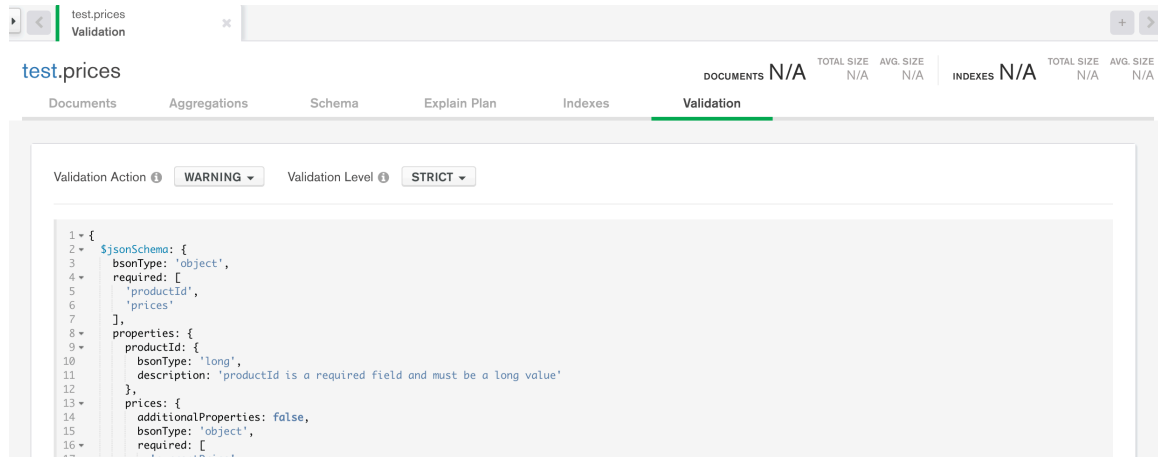 test.prices
Validation
test.prices
DOCUMENTS N/A TOTAL SIZE N/A AVG. SIZE N/A INDEXES N/A TOTAL SIZE N/A AVG. SIZE N/A
Documents Aggregations Schema Explain Plan Indexes Validation
Validation Action WARNING Validation Level STRICT
1 {
2 $jsonSchema: {
3 bsonType: 'object',
4 required: [
5 'productId',
6 'prices'
7 ],
8 properties: {
9 productId: {
10 bsonType: 'long',
11 description: 'productId is a required field and must be a long value'
12 },
13 prices: {
14 additionalProperties: false,
15 bsonType: 'object',
16 required: [